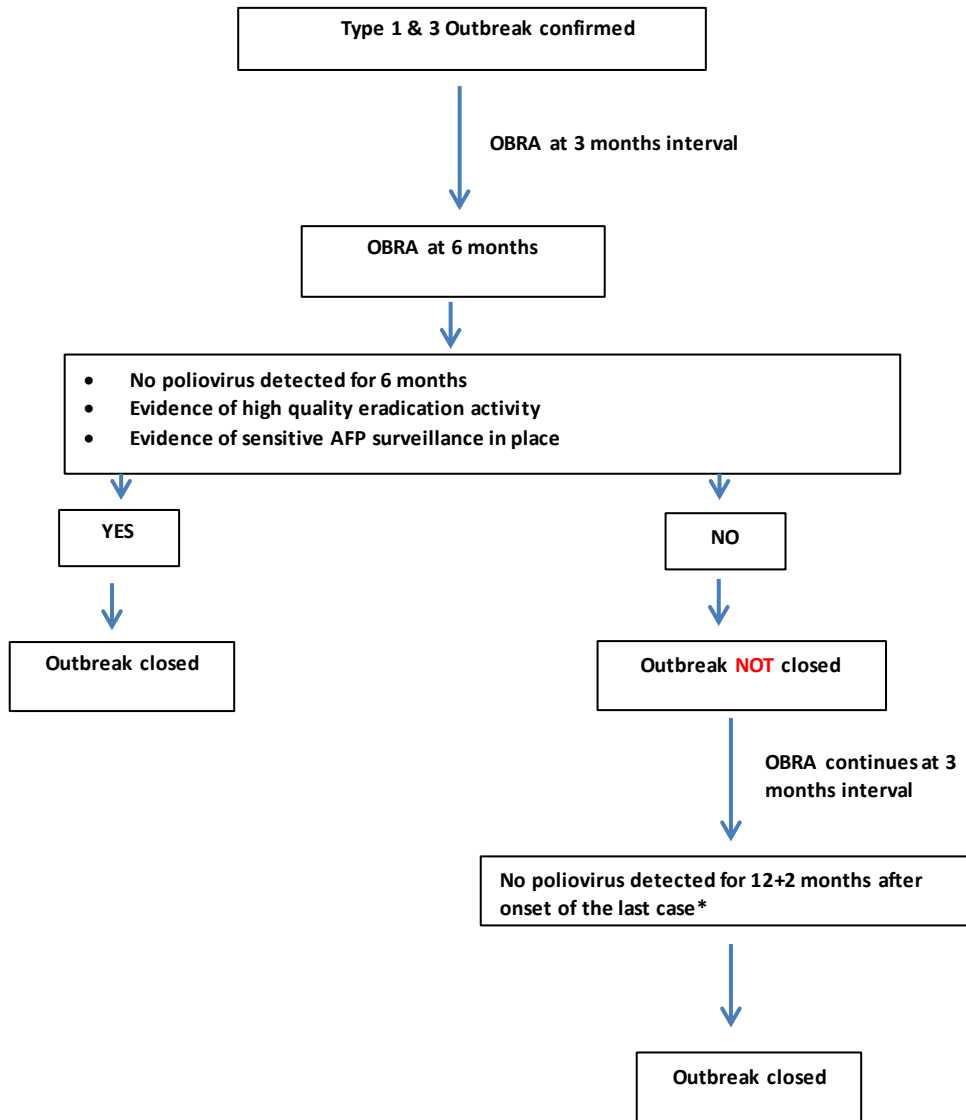 Type 1 & 3 Outbreak confirmed
OBRA at 3 months interval
OBRA at 6 months
• No poliovirus detected for 6 months
• Evidence of high quality eradication activity
• Evidence of sensitive AFP surveillance in place
YES
NO
Outbreak closed
Outbreak NOT closed
OBRA continues at 3
months interval
No poliovirus detected for 12+2 months after
onset of the last case*
Outbreak closed